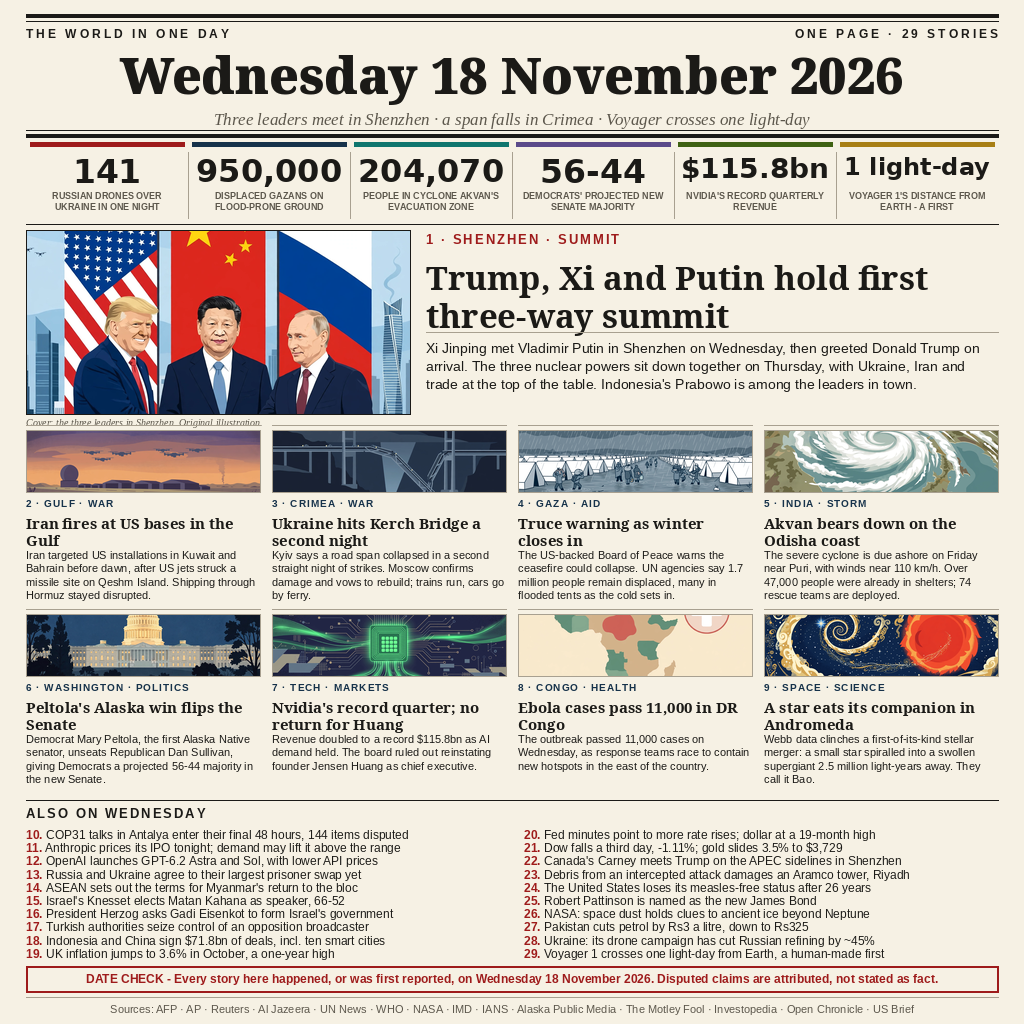 THE WORLD IN ONE DAY
ONE PAGE · 29 STORIES
Wednesday 18 November 2026
Three leaders meet in Shenzhen · a span falls in Crimea · Voyager crosses one light-day
141
RUSSIAN DRONES OVER
UKRAINE IN ONE NIGHT
950,000
DISPLACED GAZANS ON
FLOOD-PRONE GROUND
204,070
PEOPLE IN CYCLONE AKVAN'S
EVACUATION ZONE
56-44
DEMOCRATS' PROJECTED NEW
SENATE MAJORITY
$115.8bn
NVIDIA'S RECORD QUARTERLY
REVENUE
1 light-day
VOYAGER 1'S DISTANCE FROM
EARTH - A FIRST
1 · SHENZHEN · SUMMIT
Trump, Xi and Putin hold first
three-way summit
Xi Jinping met Vladimir Putin in Shenzhen on Wednesday, then greeted Donald Trump on
arrival. The three nuclear powers sit down together on Thursday, with Ukraine, Iran and
trade at the top of the table. Indonesia's Prabowo is among the leaders in town.
Cover: the three leaders in Shenzhen. Original illustration.
2 · GULF · WAR
Iran fires at US bases in the
Gulf
Iran targeted US installations in Kuwait and
Bahrain before dawn, after US jets struck a
missile site on Qeshm Island. Shipping through
Hormuz stayed disrupted.
3 · CRIMEA · WAR
Ukraine hits Kerch Bridge a
second night
Kyiv says a road span collapsed in a second
straight night of strikes. Moscow confirms
damage and vows to rebuild; trains run, cars go
by ferry.
4 · GAZA · AID
Truce warning as winter
closes in
The US-backed Board of Peace warns the
ceasefire could collapse. UN agencies say 1.7
million people remain displaced, many in
flooded tents as the cold sets in.
5 · INDIA · STORM
Akvan bears down on the
Odisha coast
The severe cyclone is due ashore on Friday
near Puri, with winds near 110 km/h. Over
47,000 people were already in shelters; 74
rescue teams are deployed.
6 · WASHINGTON · POLITICS
Peltola's Alaska win flips the
Senate
Democrat Mary Peltola, the first Alaska Native
senator, unseats Republican Dan Sullivan,
giving Democrats a projected 56-44 majority in
the new Senate.
7 · TECH · MARKETS
Nvidia's record quarter; no
return for Huang
Revenue doubled to a record $115.8bn as AI
demand held. The board ruled out reinstating
founder Jensen Huang as chief executive.
8 · CONGO · HEALTH
Ebola cases pass 11,000 in DR
Congo
The outbreak passed 11,000 cases on
Wednesday, as response teams race to contain
new hotspots in the east of the country.
9 · SPACE · SCIENCE
A star eats its companion in
Andromeda
Webb data clinches a first-of-its-kind stellar
merger: a small star spiralled into a swollen
supergiant 2.5 million light-years away. They
call it Bao.
ALSO ON WEDNESDAY
10. COP31 talks in Antalya enter their final 48 hours, 144 items disputed
11. Anthropic prices its IPO tonight; demand may lift it above the range
12. OpenAI launches GPT-6.2 Astra and Sol, with lower API prices
13. Russia and Ukraine agree to their largest prisoner swap yet
14. ASEAN sets out the terms for Myanmar's return to the bloc
15. Israel's Knesset elects Matan Kahana as speaker, 66-52
16. President Herzog asks Gadi Eisenkot to form Israel's government
17. Turkish authorities seize control of an opposition broadcaster
18. Indonesia and China sign $71.8bn of deals, incl. ten smart cities
19. UK inflation jumps to 3.6% in October, a one-year high
20. Fed minutes point to more rate rises; dollar at a 19-month high
21. Dow falls a third day, -1.11%; gold slides 3.5% to $3,729
22. Canada's Carney meets Trump on the APEC sidelines in Shenzhen
23. Debris from an intercepted attack damages an Aramco tower, Riyadh
24. The United States loses its measles-free status after 26 years
25. Robert Pattinson is named as the new James Bond
26. NASA: space dust holds clues to ancient ice beyond Neptune
27. Pakistan cuts petrol by Rs3 a litre, down to Rs325
28. Ukraine: its drone campaign has cut Russian refining by ~45%
29. Voyager 1 crosses one light-day from Earth, a human-made first
DATE CHECK - Every story here happened, or was first reported, on Wednesday 18 November 2026. Disputed claims are attributed, not stated as fact.
Sources: AFP · AP · Reuters · Al Jazeera · UN News · WHO · NASA · IMD · IANS · Alaska Public Media · The Motley Fool · Investopedia · Open Chronicle · US Brief